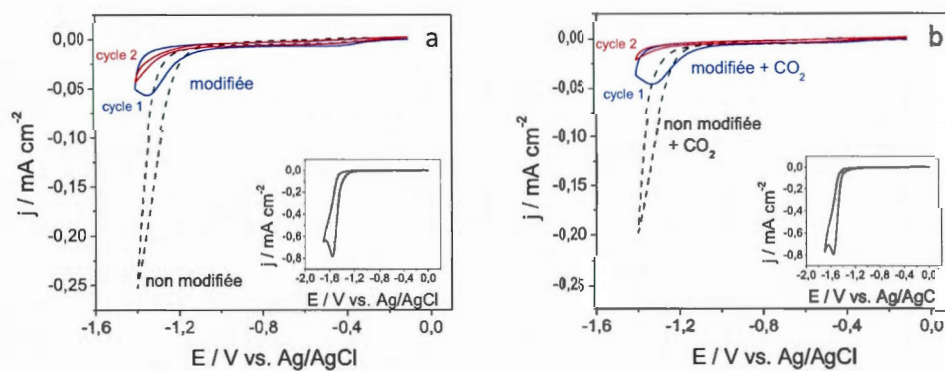 a
0,00
-0,05
-0,10
-0,15
-0,20
-0,25
j / mA cm⁻²
cycle 2
cycle 1
modifiée
non modifiée
0,0
-0,2
-0,4
-0,6
-0,8
j / mA cm⁻²
-2,0 -1,6 -1,2 -0,8 -0,4 0,0
E / V vs. Ag/AgCl
-1,6 -1,2 -0,8 -0,4 0,0
E / V vs. Ag/AgCl
b
0,00
-0,05
-0,10
-0,15
-0,20
-0,25
j / mA cm⁻²
cycle 2
cycle 1
modifiée + CO₂
non modifiée
+ CO₂
0,0
-0,2
-0,4
-0,6
-0,8
j / mA cm⁻²
-2,0 -1,6 -1,2 -0,8 -0,4 0,0
E / V vs. Ag/AgC
-1,6 -1,2 -0,8 -0,4 0,0
E / V vs. Ag/AgCl